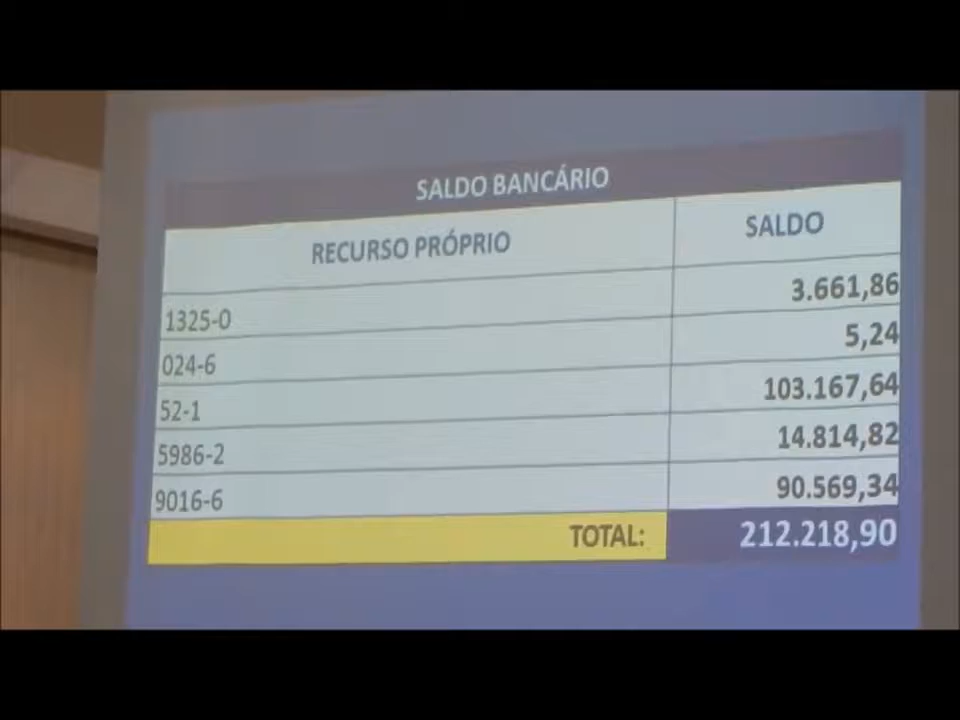 SALDO BANCÁRIO
RECURSO PRÓPRIO SALDO
1325-0 3.661,86
024-6 5,24
52-1 103.167,64
5986-2 14.814,82
9016-6 90.569,34
TOTAL: 212.218,90